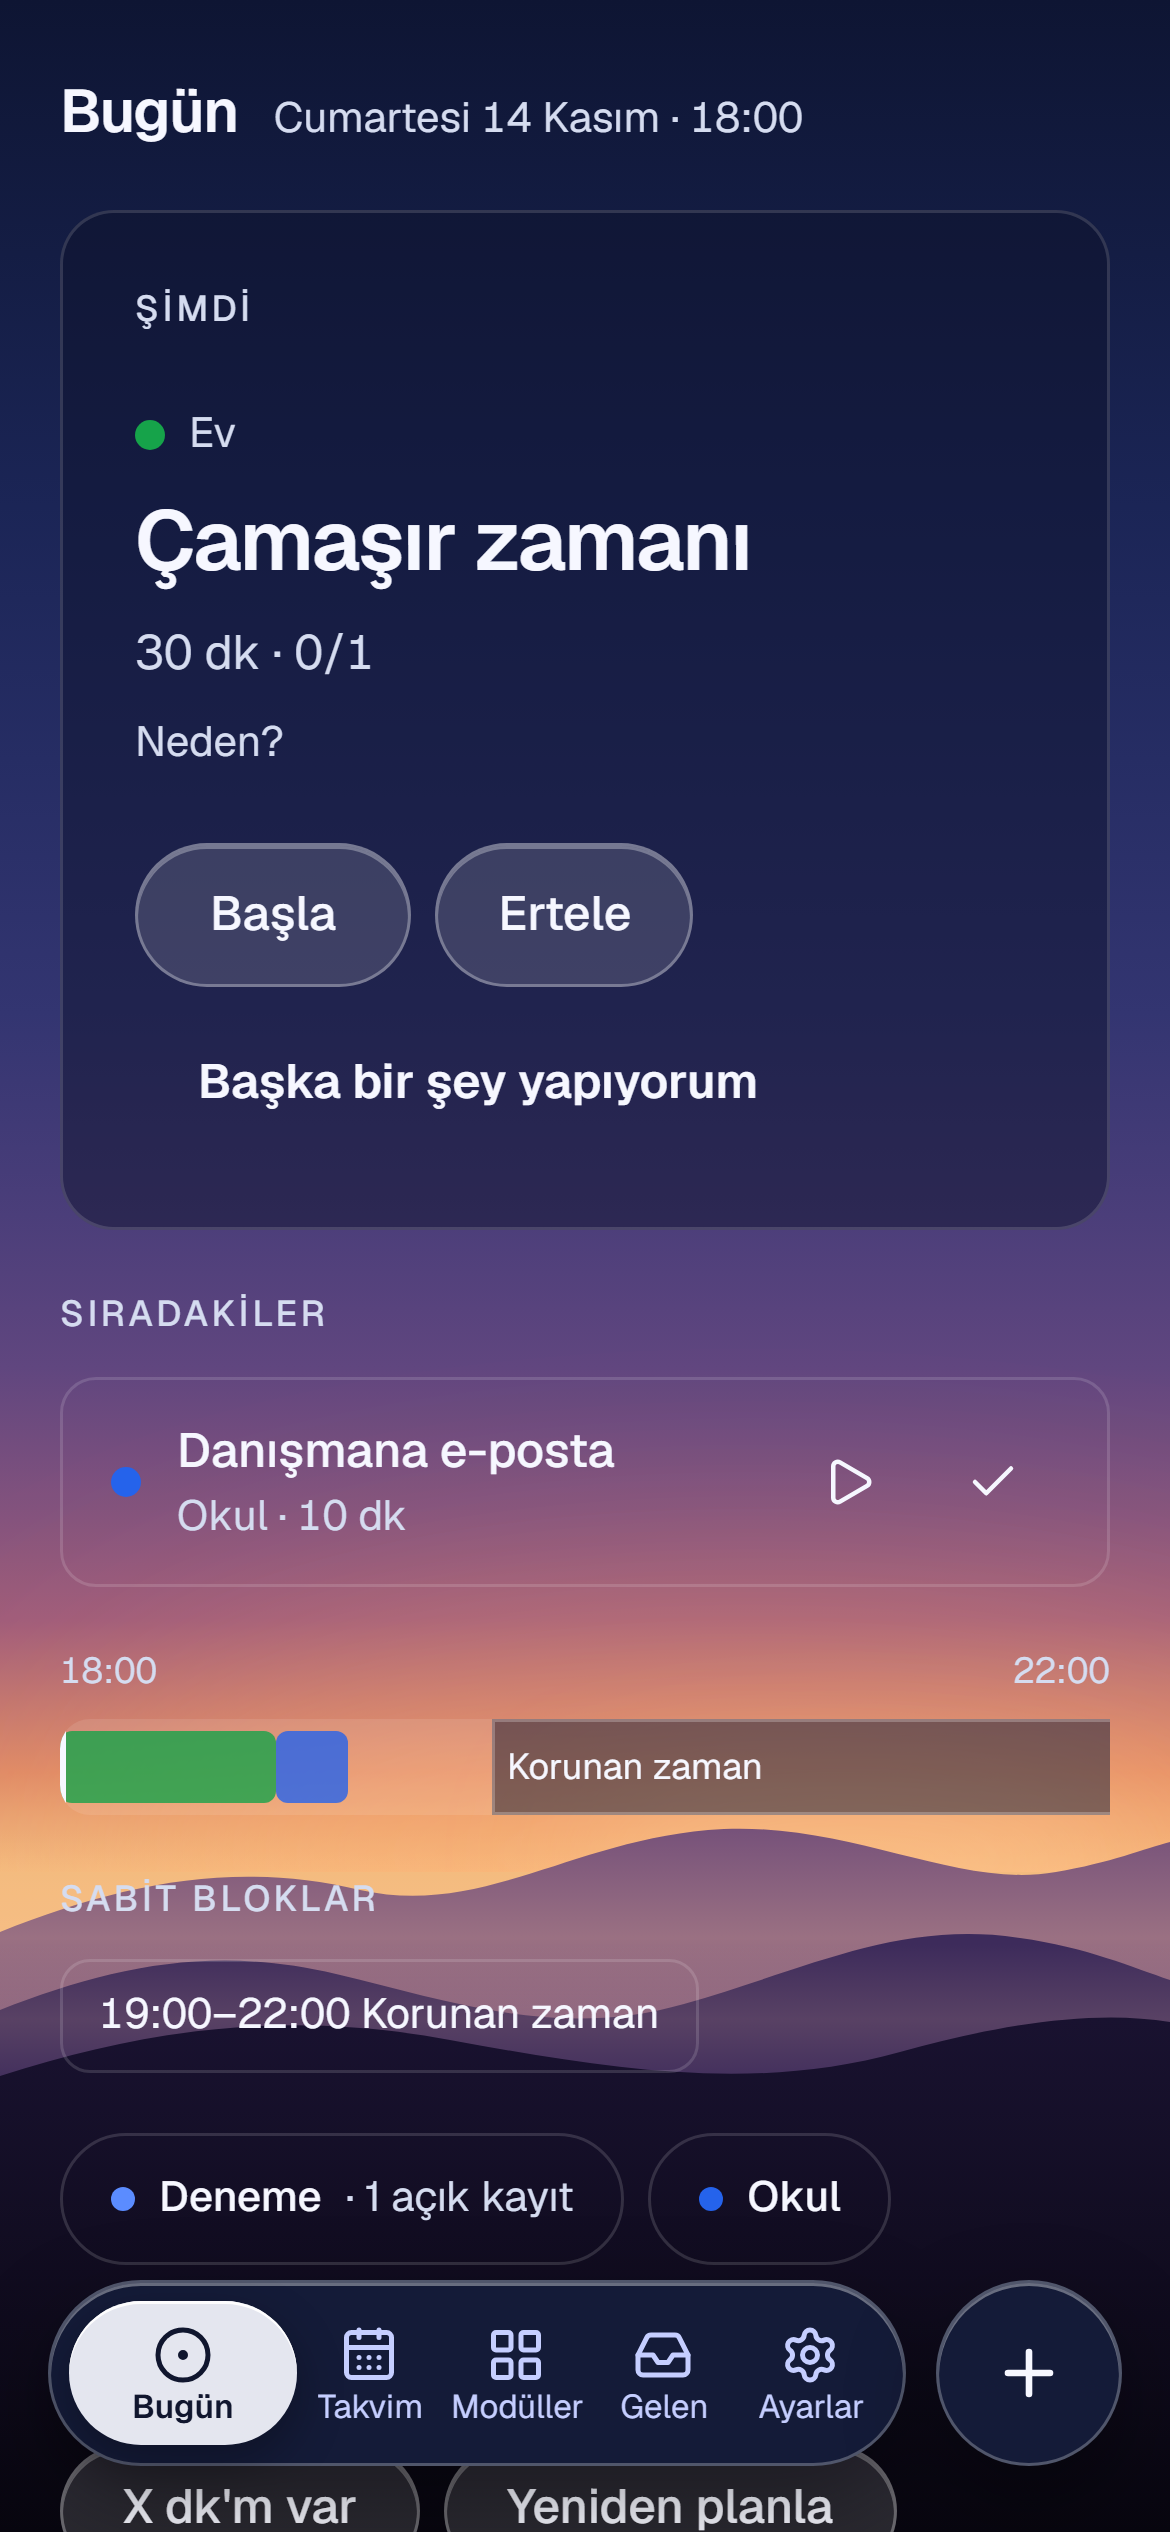 Bugün Cumartesi 14 Kasım · 18:00
ŞİMDİ
Ev
Çamaşır zamanı
30 dk · 0/1
Neden?
Başla Ertele
Başka bir şey yapıyorum
SIRADAKİLER
Danışmana e-posta
Okul · 10 dk
18:00 22:00
Korunan zaman
SABİT BLOKLAR
19:00–22:00 Korunan zaman
Deneme · 1 açık kayıt Okul
Bugün Takvim Modüller Gelen Ayarlar
X dk'm var Yeniden planla